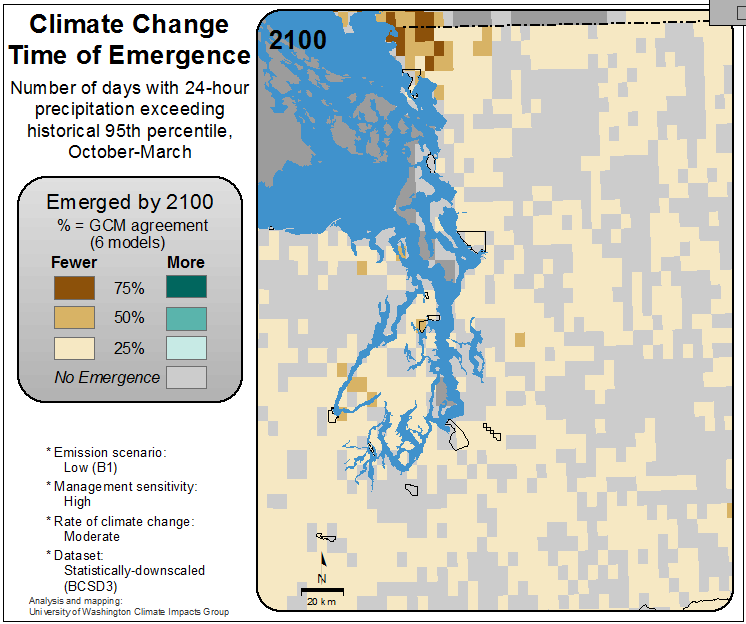 Climate Change
Time of Emergence
Number of days with 24-hour
precipitation exceeding
historical 95th percentile,
October-March
Emerged by 2100
% = GCM agreement
(6 models)
Fewer More
75%
50%
25%
No Emergence
* Emission scenario:
Low (B1)
* Management sensitivity:
High
* Rate of climate change:
Moderate
* Dataset:
Statistically-downscaled
(BCSD3)
Analysis and mapping:
University of Washington Climate Impacts Group
2100
N
20 km